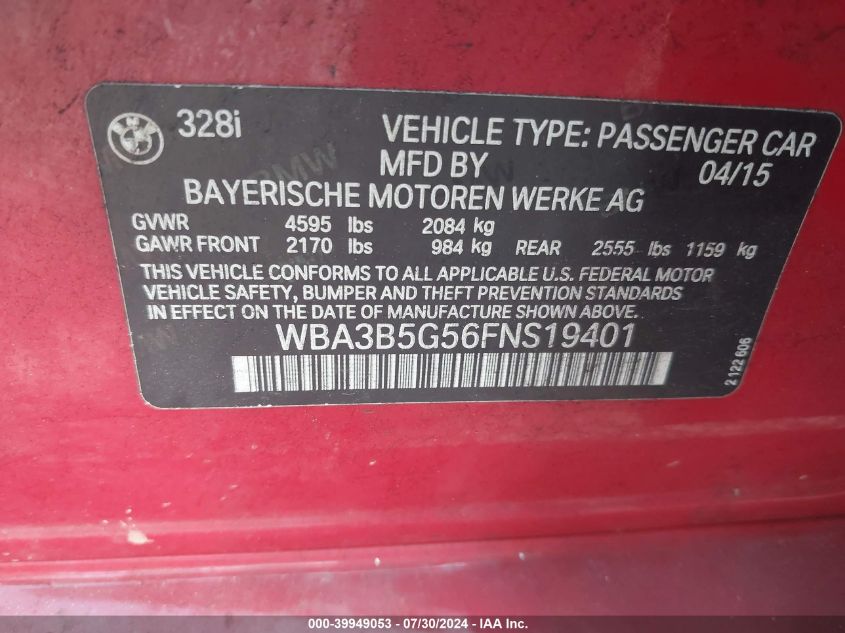 328i VEHICLE TYPE: PASSENGER CAR
MFD BY 04/15
BAYERISCHE MOTOREN WERKE AG
GVWR 4595 lbs 2084 kg
GAWR FRONT 2170 lbs 984 kg REAR 2555 lbs 1159 kg
THIS VEHICLE CONFORMS TO ALL APPLICABLE U.S. FEDERAL MOTOR
VEHICLE SAFETY, BUMPER AND THEFT PREVENTION STANDARDS
IN EFFECT ON THE DATE OF MANUFACTURE SHOWN ABOVE.
WBA3B5G56FNS19401
2 122 606
000-39949053 - 07/30/2024 - IAA Inc.